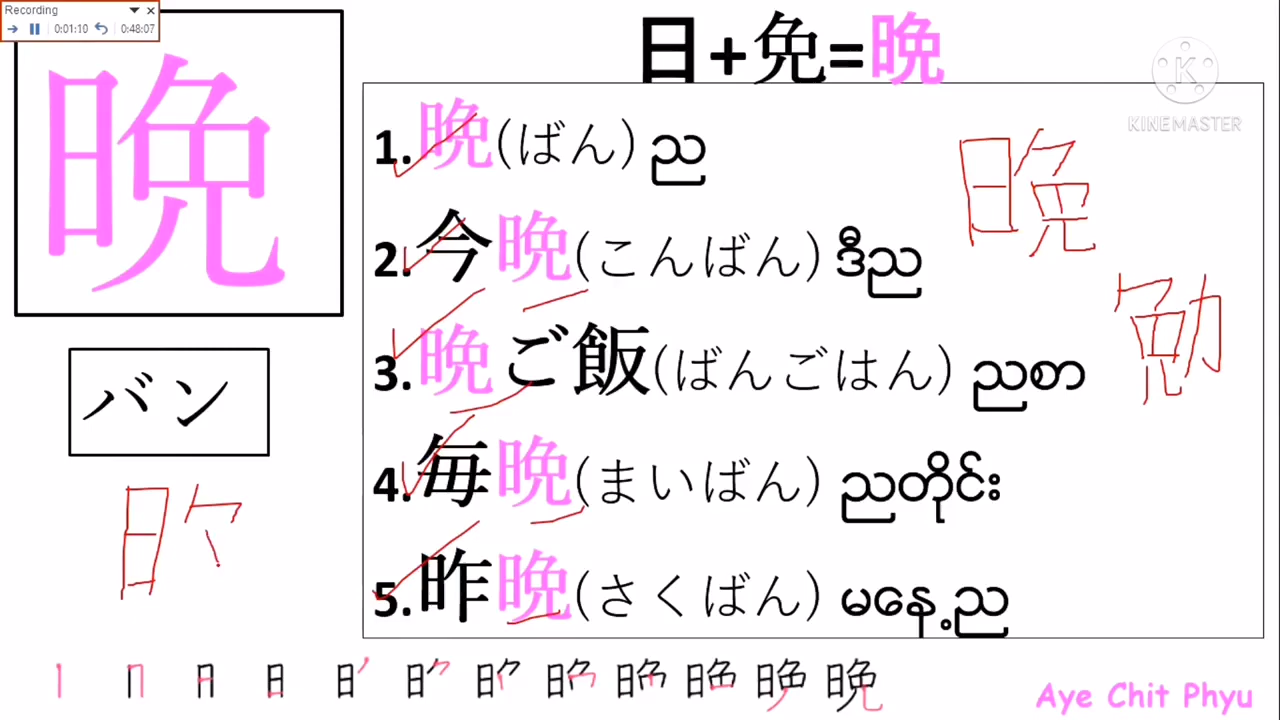 Recording
0:01:10 0:48:07
日+免=晩
KINEMASTER
晩
1.晩(ばん) ည
2.今晩(こんばん) ဒီည
3.晩ご飯(ばんごはん) ညစာ
4.毎晩(まいばん) ညတိုင်း
5.昨晩(さくばん) မနေ့ည
バン
晩
勉
Aye Chit Phyu